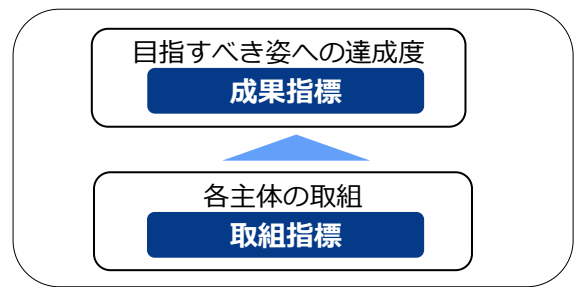 目指すべき姿への達成度
成果指標
各主体の取組
取組指標